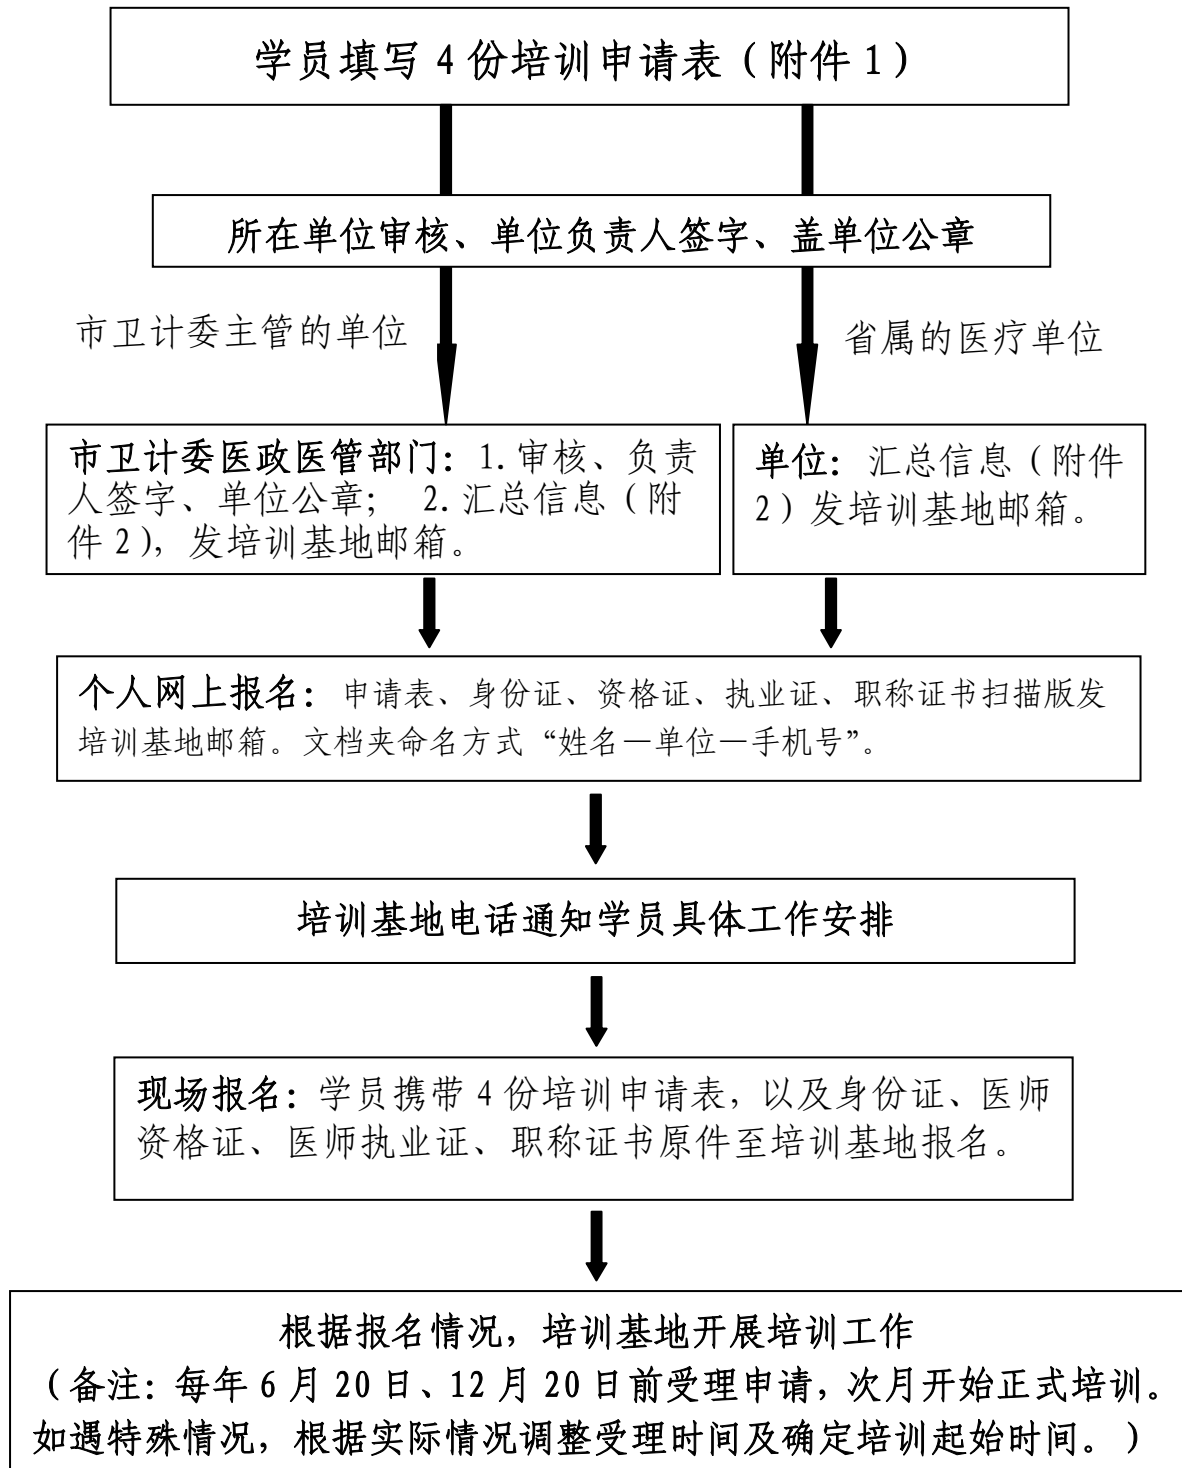 学员填写 4 份培训申请表（附件 1）
所在单位审核、单位负责人签字、盖单位公章
市卫计委主管的单位
省属的医疗单位
市卫计委医政医管部门：1. 审核、负责
人签字、单位公章； 2. 汇总信息（附
件 2），发培训基地邮箱。
单位：汇总信息（附件
2）发培训基地邮箱。
个人网上报名：申请表、身份证、资格证、执业证、职称证书扫描版发
培训基地邮箱。文档夹命名方式“姓名—单位—手机号”。
培训基地电话通知学员具体工作安排
现场报名：学员携带 4 份培训申请表，以及身份证、医师
资格证、医师执业证、职称证书原件至培训基地报名。
根据报名情况，培训基地开展培训工作
（备注：每年 6 月 20 日、12 月 20 日前受理申请，次月开始正式培训。
如遇特殊情况，根据实际情况调整受理时间及确定培训起始时间。）